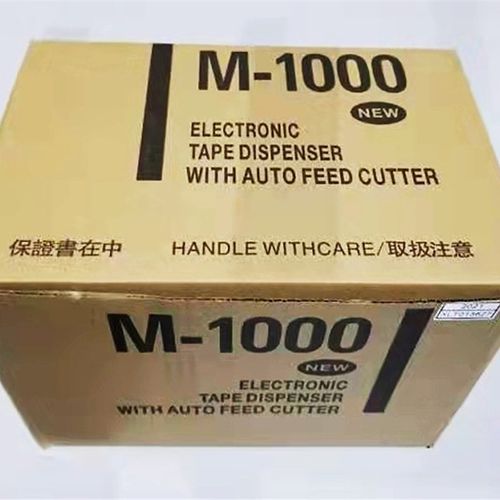 M-1000
NEW
ELECTRONIC
TAPE DISPENSER
WITH AUTO FEED CUTTER
保證書在中
HANDLE WITHCARE/取扱注意
M-1000
NEW
ELECTRONIC
TAPE DISPENSER
WITH AUTO FEED CUTTER